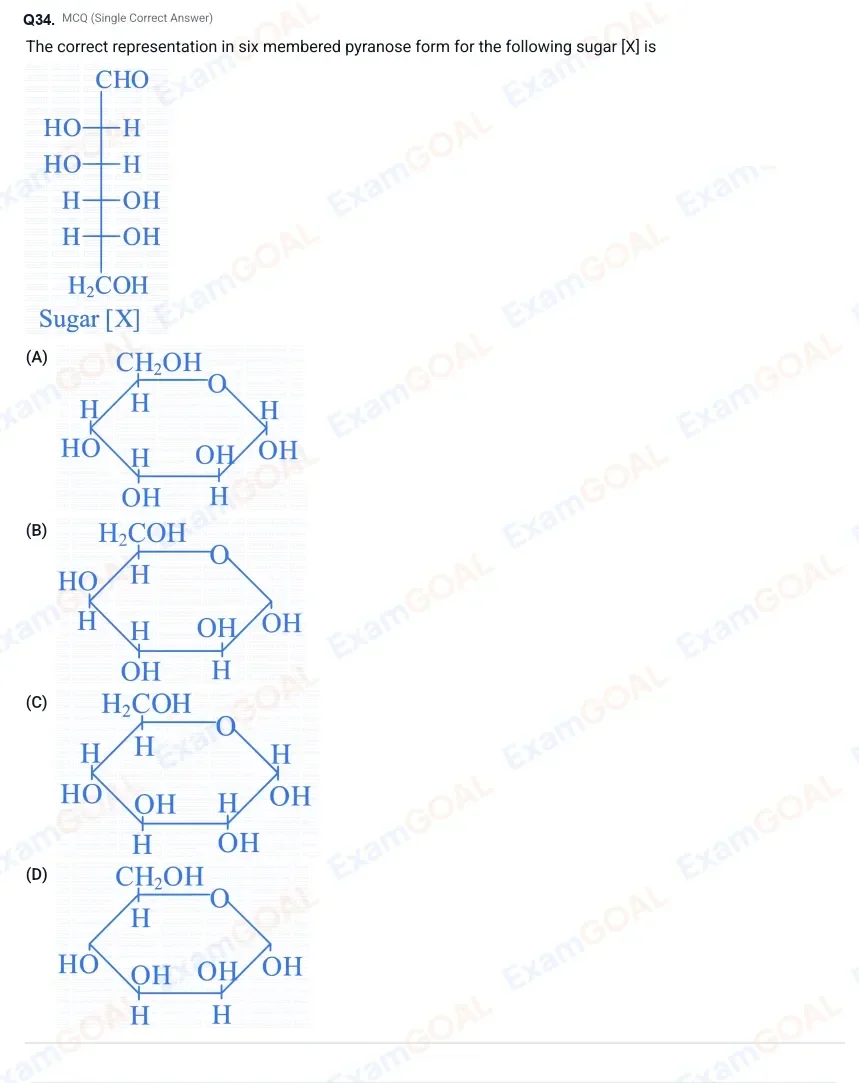 Q34. MCQ (Single Correct Answer)
The correct representation in six membered pyranose form for the following sugar [X] is
CHO
HO H
HO H
H OH
H OH
H₂COH
Sugar [X]
(A)
CH₂OH
O
H H H
HO H OH OH
OH H
(B)
H₂COH
O
HO H
H H OH OH
OH H
(C)
H₂COH
O
H H H
HO OH H OH
H OH
(D)
CH₂OH
O
H
HO OH OH OH
H H
ExamGOAL